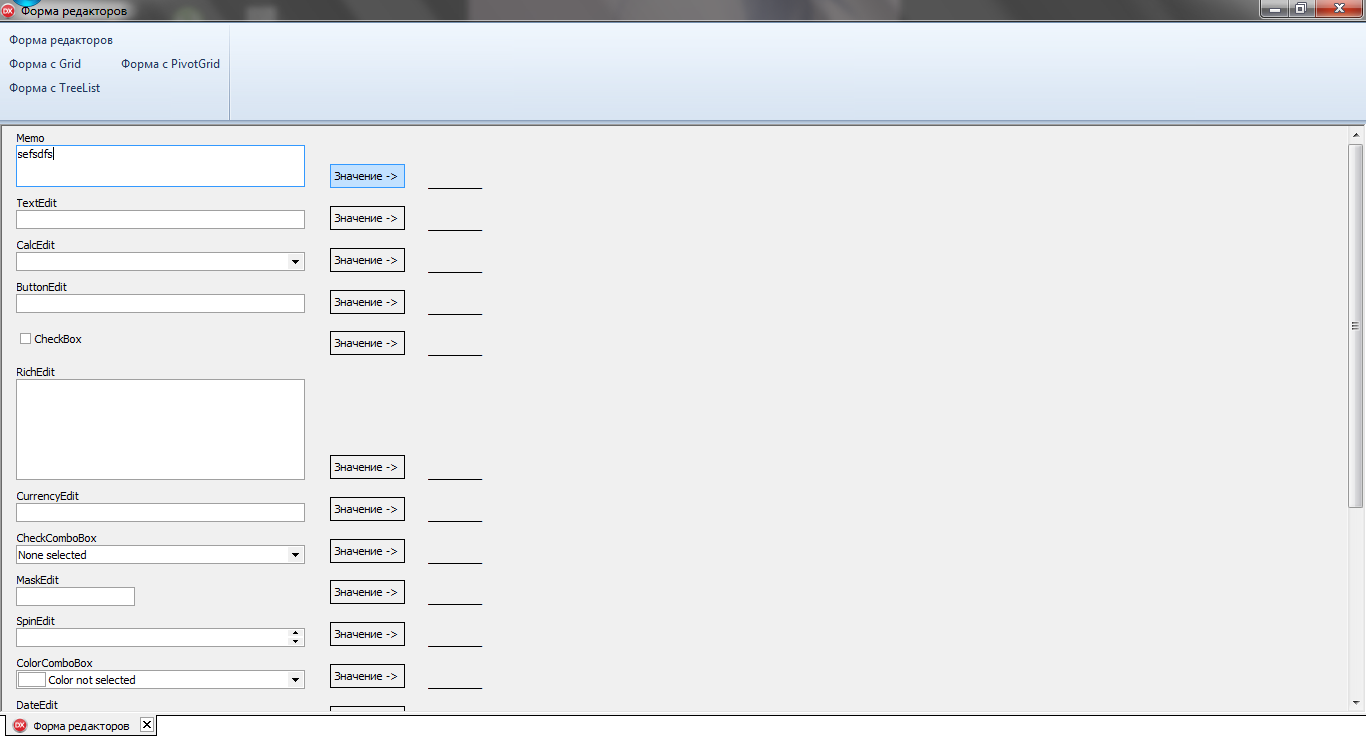 DX Форма редакторов
Форма редакторов
Форма с Grid Форма с PivotGrid
Форма с TreeList
Memo
sefsdfs
Значение ->
TextEdit
Значение ->
CalcEdit
Значение ->
ButtonEdit
Значение ->
CheckBox
Значение ->
RichEdit
Значение ->
CurrencyEdit
Значение ->
CheckComboBox
None selected
Значение ->
MaskEdit
Значение ->
SpinEdit
Значение ->
ColorComboBox
Color not selected
Значение ->
DateEdit
DX Форма редакторов